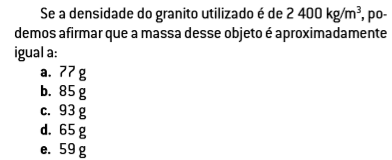 Se a densidade do granito utilizado é de 2 400 kg/m³, po-
demos afirmar que a massa desse objeto é aproximadamente
igual a:
a. 77 g
b. 85 g
c. 93 g
d. 65 g
e. 59 g